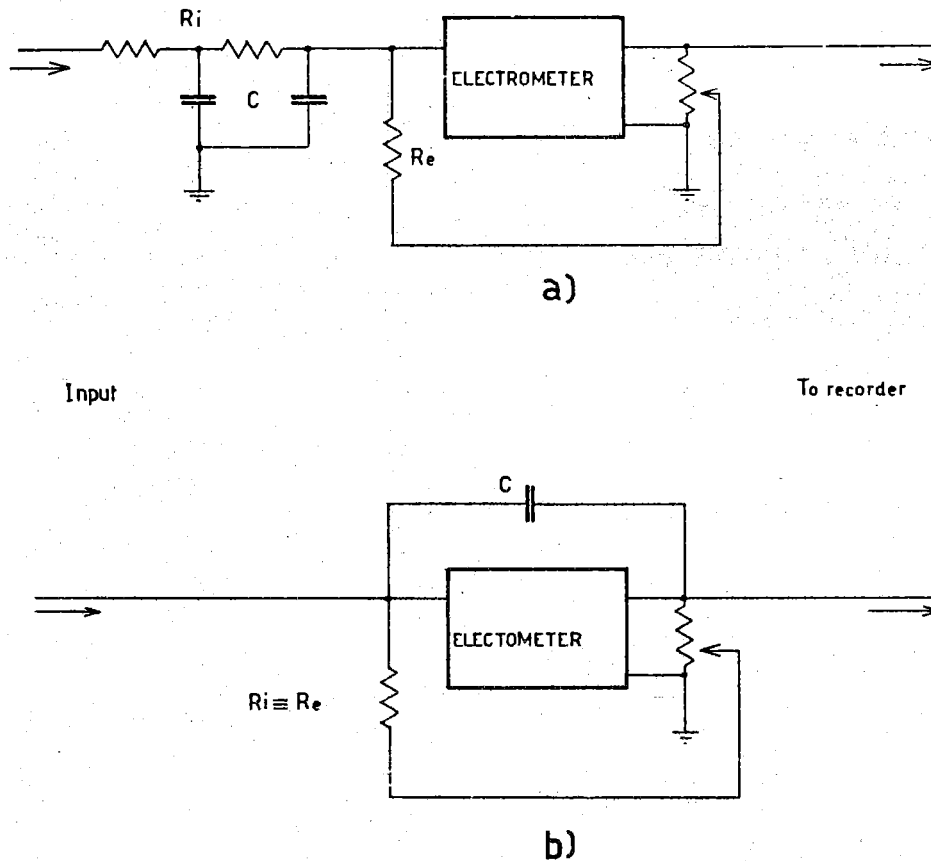 Ri
C
ELECTROMETER
Re
a)
Input
To recorder
C
ELECTOMETER
Ri ≡ Re
b)